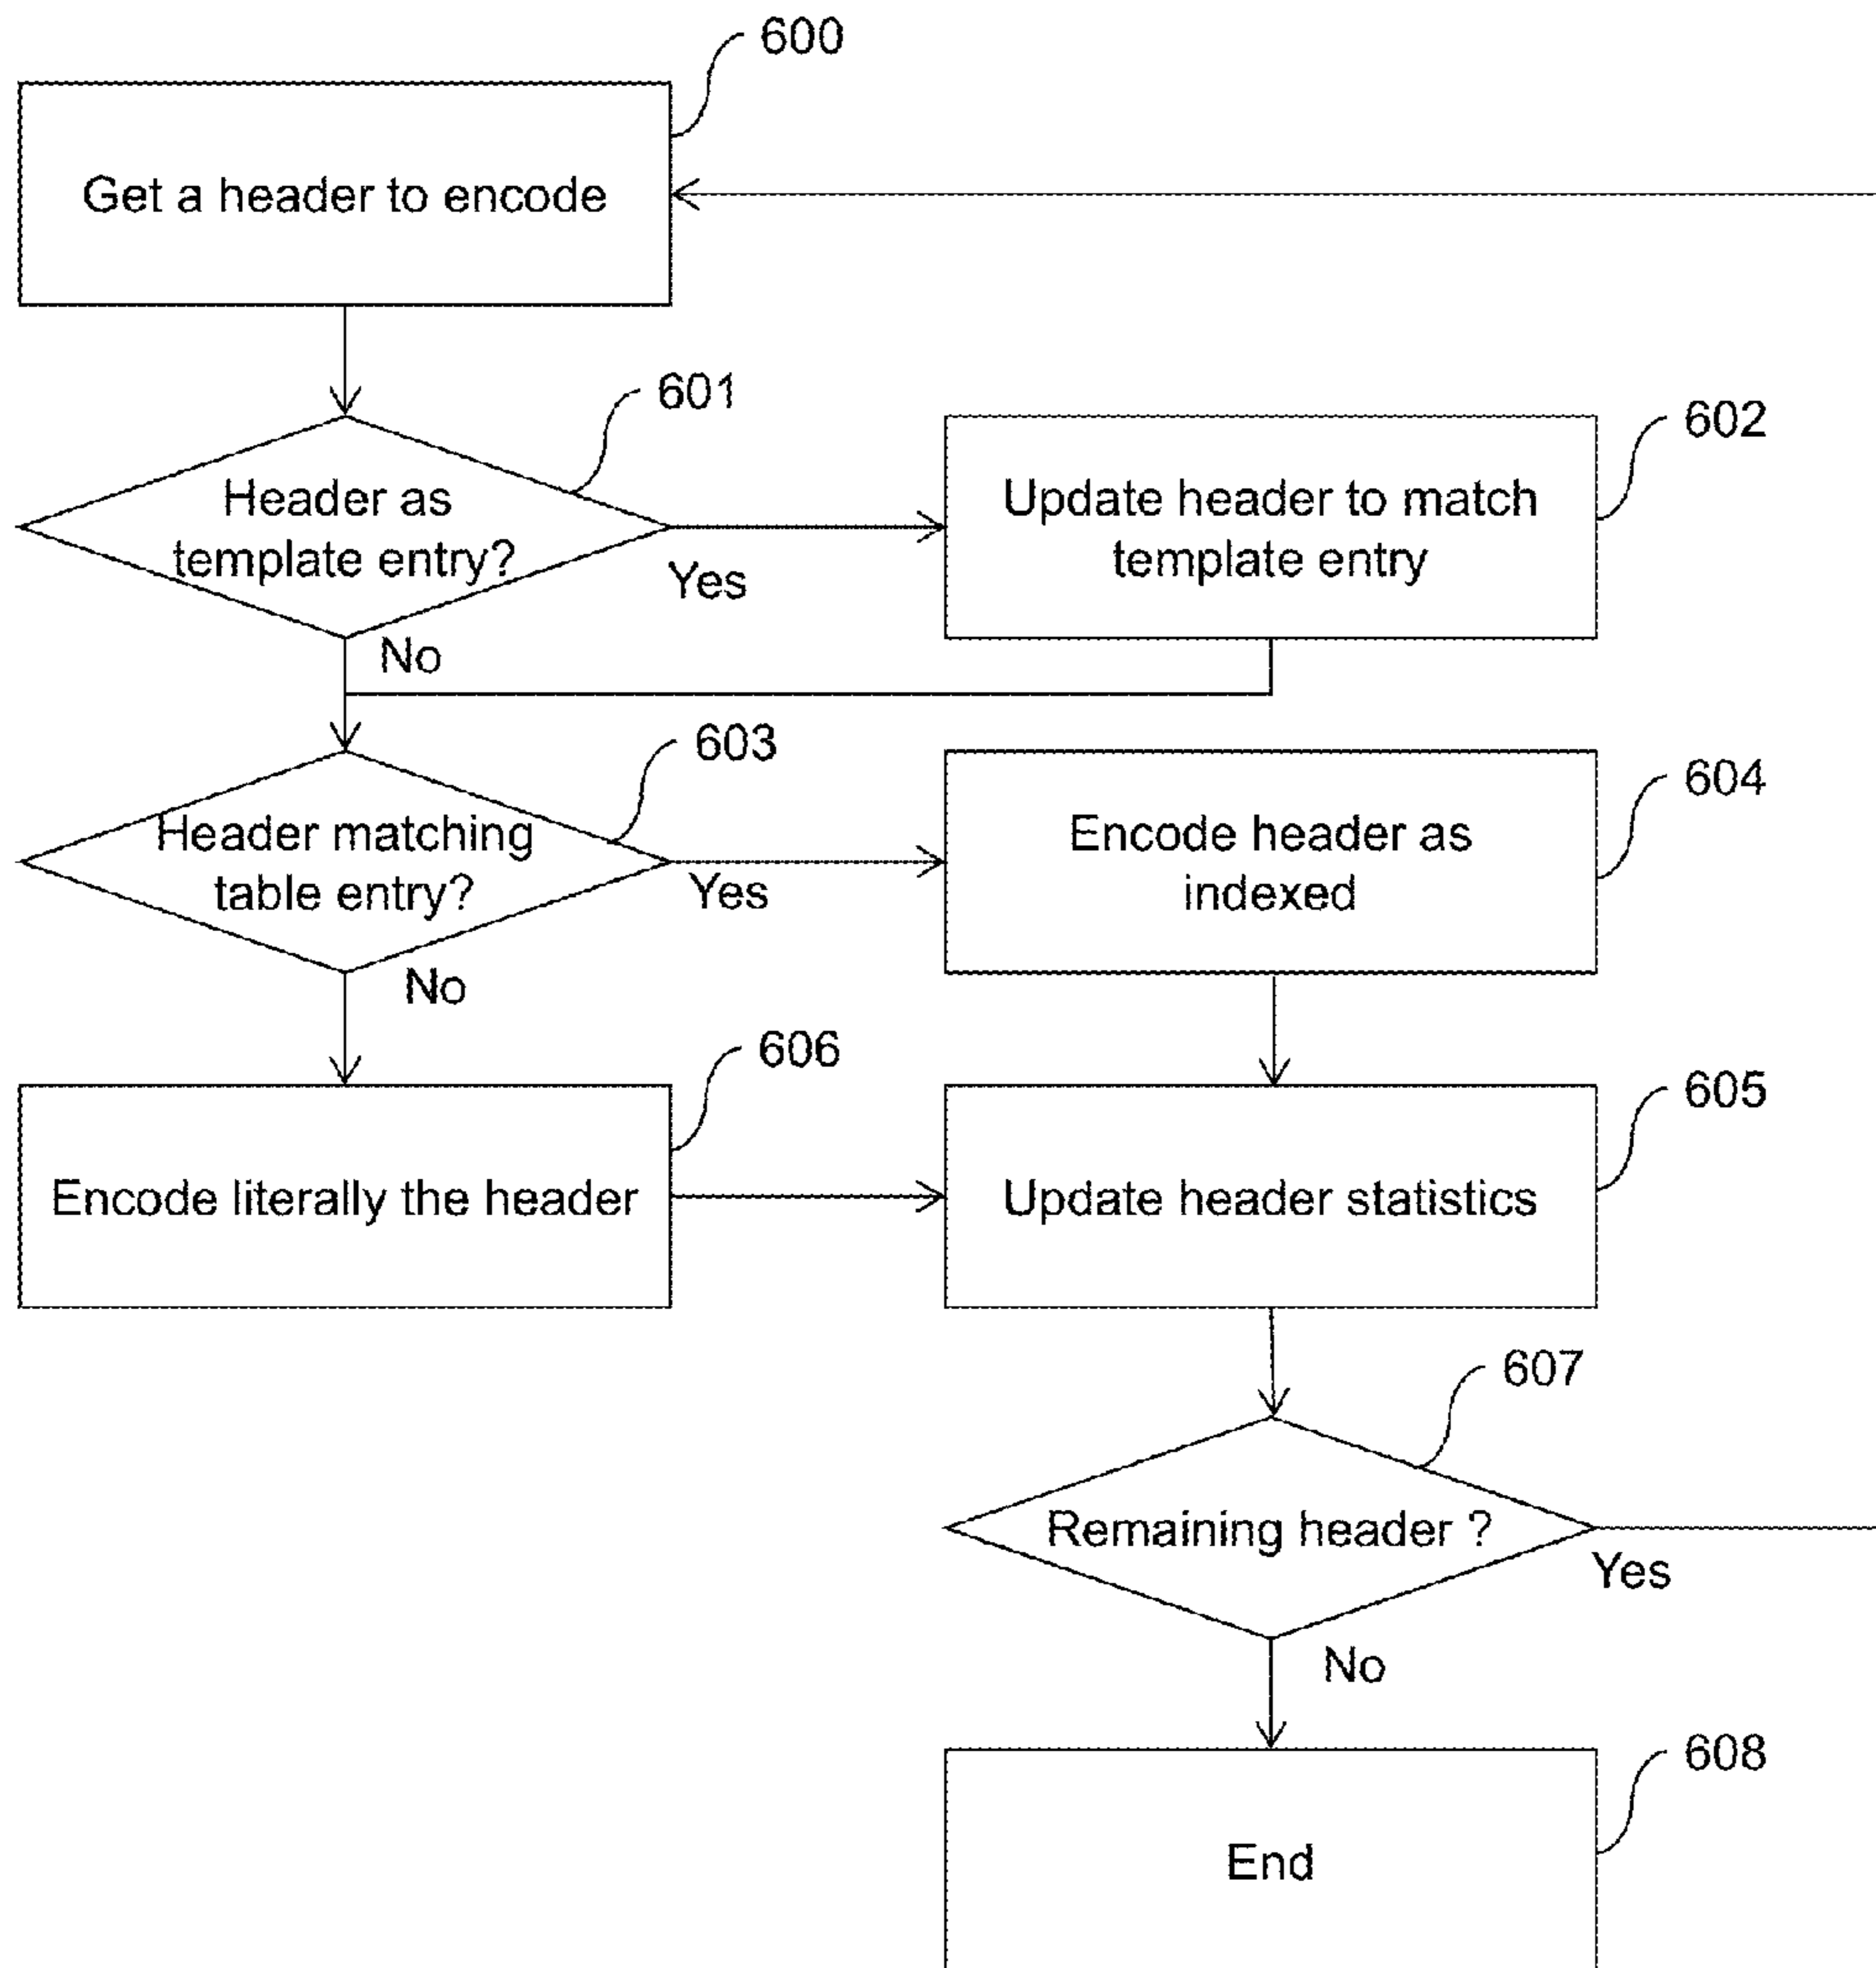 600
Get a header to encode
601
Header as
template entry?
Yes
No
602
Update header to match
template entry
603
Header matching
table entry?
Yes
No
604
Encode header as
indexed
606
Encode literally the header
605
Update header statistics
607
Remaining header ?
Yes
No
608
End